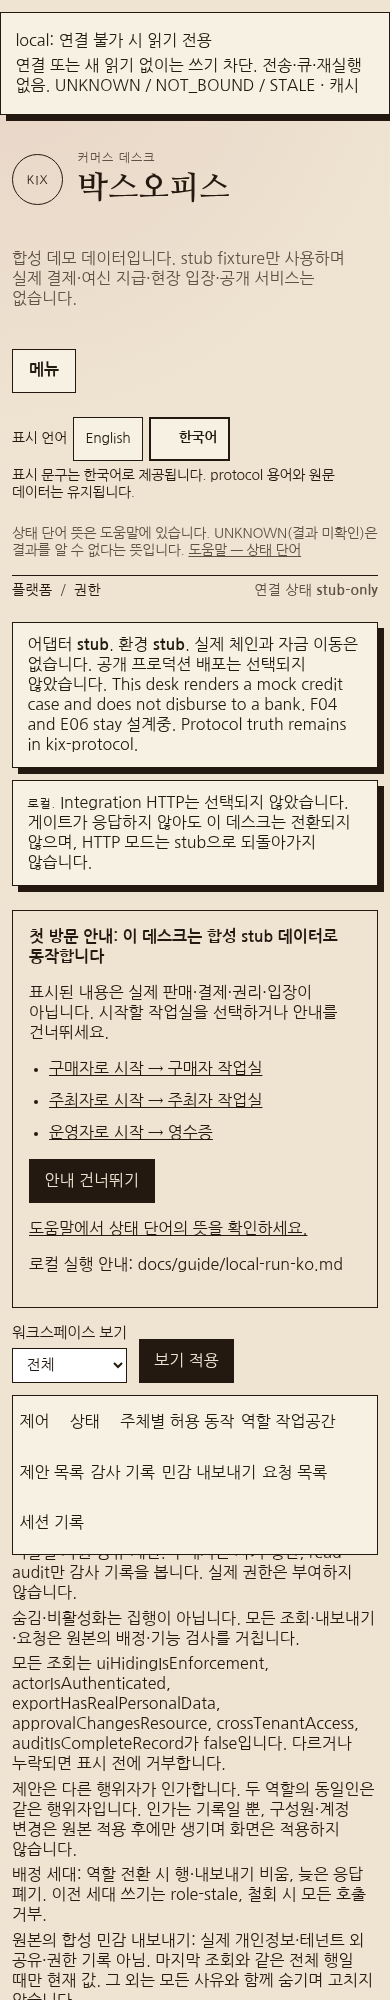 local: 연결 불가 시 읽기 전용
연결 또는 새 읽기 없이는 쓰기 차단. 전송·큐·재실행
없음. UNKNOWN / NOT_BOUND / STALE · 캐시
커머스 데스크
KIX
박스오피스
합성 데모 데이터입니다. stub fixture만 사용하며
실제 결제·여신 지급·현장 입장·공개 서비스는
없습니다.
메뉴
표시 언어 English 한국어
표시 문구는 한국어로 제공됩니다. protocol 용어와 원문
데이터는 유지됩니다.
상태 단어 뜻은 도움말에 있습니다. UNKNOWN(결과 미확인)은
결과를 알 수 없다는 뜻입니다. 도움말 — 상태 단어
플랫폼 / 권한 연결 상태 stub-only
어댑터 stub. 환경 stub. 실제 체인과 자금 이동은
없습니다. 공개 프로덕션 배포는 선택되지
않았습니다. This desk renders a mock credit
case and does not disburse to a bank. F04
and E06 stay 설계중. Protocol truth remains
in kix-protocol.
로컬. Integration HTTP는 선택되지 않았습니다.
게이트가 응답하지 않아도 이 데스크는 전환되지
않으며, HTTP 모드는 stub으로 되돌아가지
않습니다.
첫 방문 안내: 이 데스크는 합성 stub 데이터로
동작합니다
표시된 내용은 실제 판매·결제·권리·입장이
아닙니다. 시작할 작업실을 선택하거나 안내를
건너뛰세요.
• 구매자로 시작 → 구매자 작업실
• 주최자로 시작 → 주최자 작업실
• 운영자로 시작 → 영수증
안내 건너뛰기
도움말에서 상태 단어의 뜻을 확인하세요.
로컬 실행 안내: docs/guide/local-run-ko.md
워크스페이스 보기
전체 보기 적용
제어 상태 주체별 허용 동작 역할 작업공간
제안 목록 감사 기록 민감 내보내기 요청 목록
세션 기록
audit만 감사 기록을 봅니다. 실제 권한은 부여하지
않습니다.
숨김·비활성화는 집행이 아닙니다. 모든 조회·내보내기
·요청은 원본의 배정·기능 검사를 거칩니다.
모든 조회는 uiHidingIsEnforcement,
actorIsAuthenticated,
exportHasRealPersonalData,
approvalChangesResource, crossTenantAccess,
auditIsCompleteRecord가 false입니다. 다르거나
누락되면 표시 전에 거부합니다.
제안은 다른 행위자가 인가합니다. 두 역할의 동일인은
같은 행위자입니다. 인가는 기록일 뿐, 구성원·계정
변경은 원본 적용 후에만 생기며 화면은 적용하지
않습니다.
배정 세대: 역할 전환 시 행·내보내기 비움, 늦은 응답
폐기. 이전 세대 쓰기는 role-stale, 철회 시 모든 호출
거부.
원본의 합성 민감 내보내기: 실제 개인정보·테넌트 외
공유·권한 기록 아님. 마지막 조회와 같은 전체 행일
때만 현재 값. 그 외는 모든 사유와 함께 숨기며 고치지